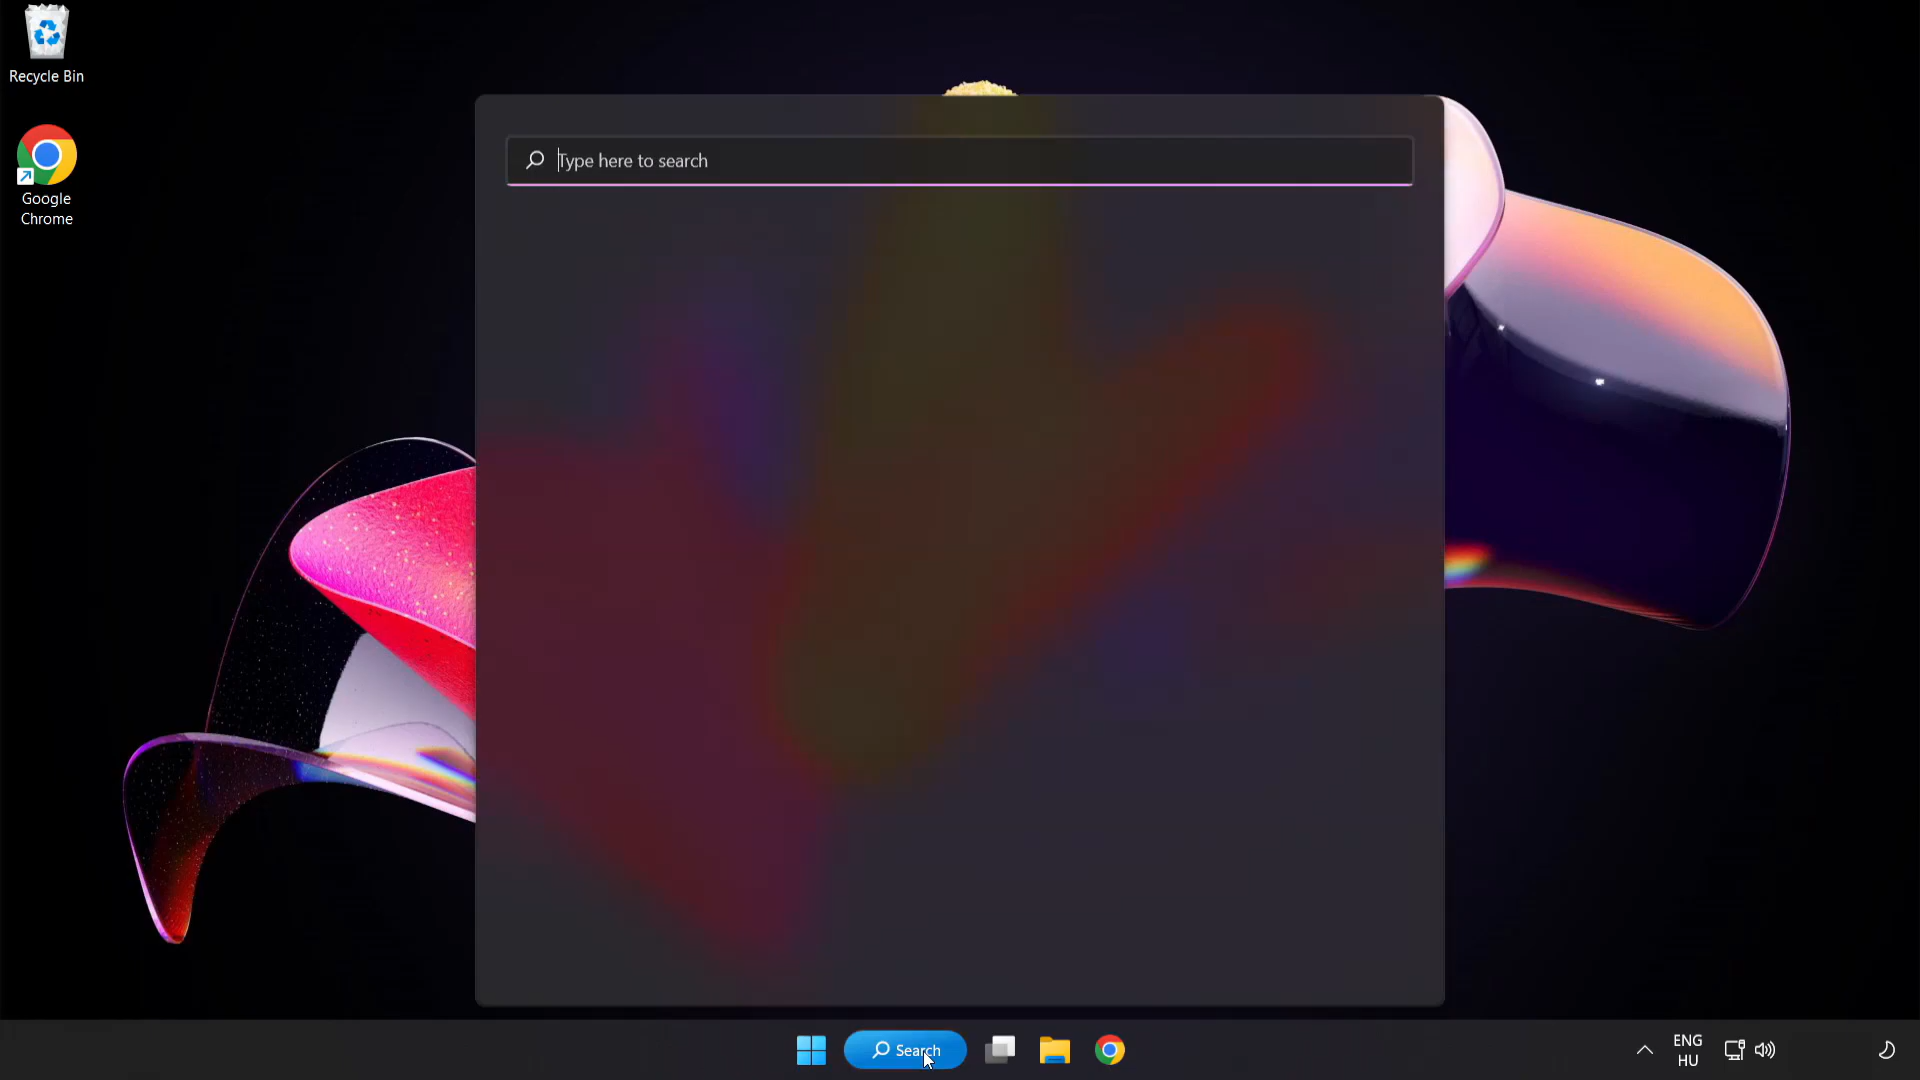 Recycle Bin
Google
Chrome
Type here to search
Search
ENG
HU